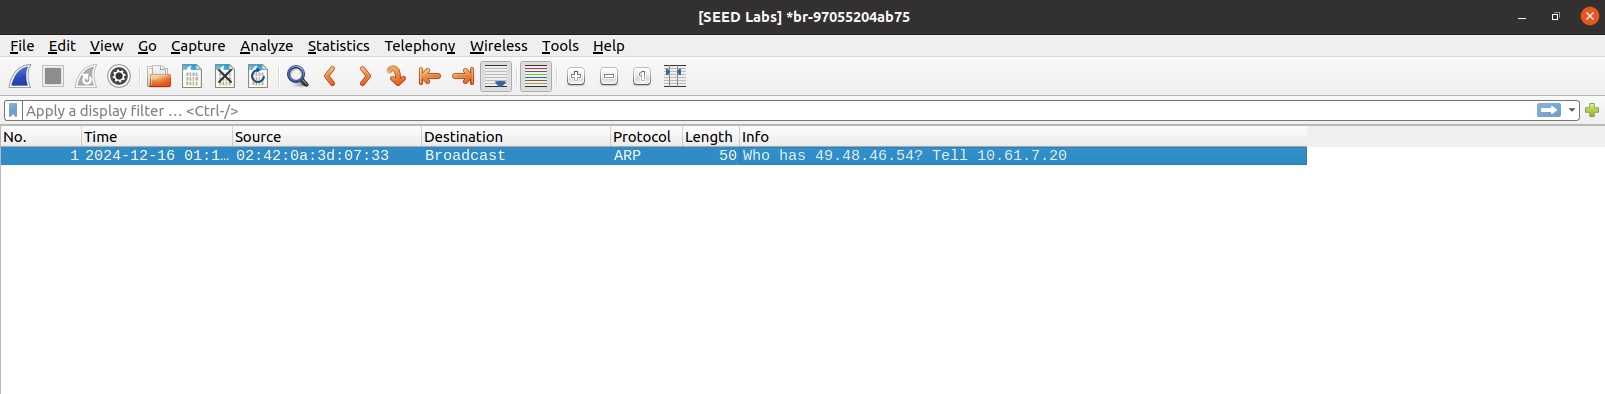 [SEED Labs] *br-97055204ab75
File Edit View Go Capture Analyze Statistics Telephony Wireless Tools Help
Apply a display filter … <Ctrl-/>
No. Time Source Destination Protocol Length Info
1 2024-12-16 01:1… 02:42:0a:3d:07:33 Broadcast ARP 50 Who has 49.48.46.54? Tell 10.61.7.20